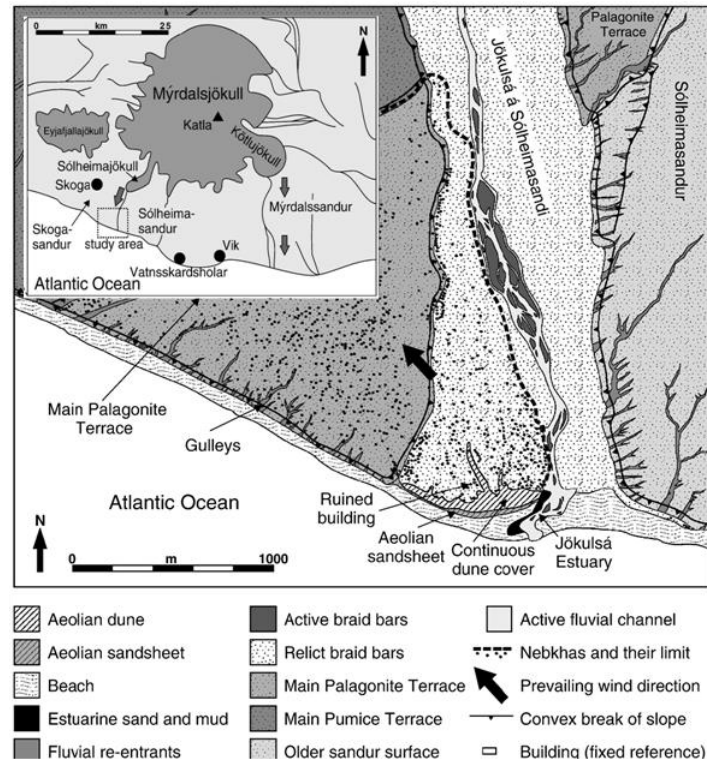 0
km
25
N
Mýrdalsjökull
Katla
Eyjafjallajökull
Kötlujökull
Sólheimajökull
Skoga
Skoga-
sandur
Sólheima-
sandur
Mýrdalssandur
study area
Vik
Vatnsskardsholar
Atlantic Ocean
Palagonite
Terrace
Jökulsá á Sólheimasandi
Sólheimasandur
Main Palagonite
Terrace
Gulleys
Atlantic Ocean
Ruined
building
Aeolian
sandsheet
Continuous
dune cover
Jökulsá
Estuary
N
0
m
1000
Aeolian dune
Active braid bars
Active fluvial channel
Aeolian sandsheet
Relict braid bars
Nebkhas and their limit
Beach
Main Palagonite Terrace
Prevailing wind direction
Estuarine sand and mud
Main Pumice Terrace
Convex break of slope
Fluvial re-entrants
Older sandur surface
Building (fixed reference)